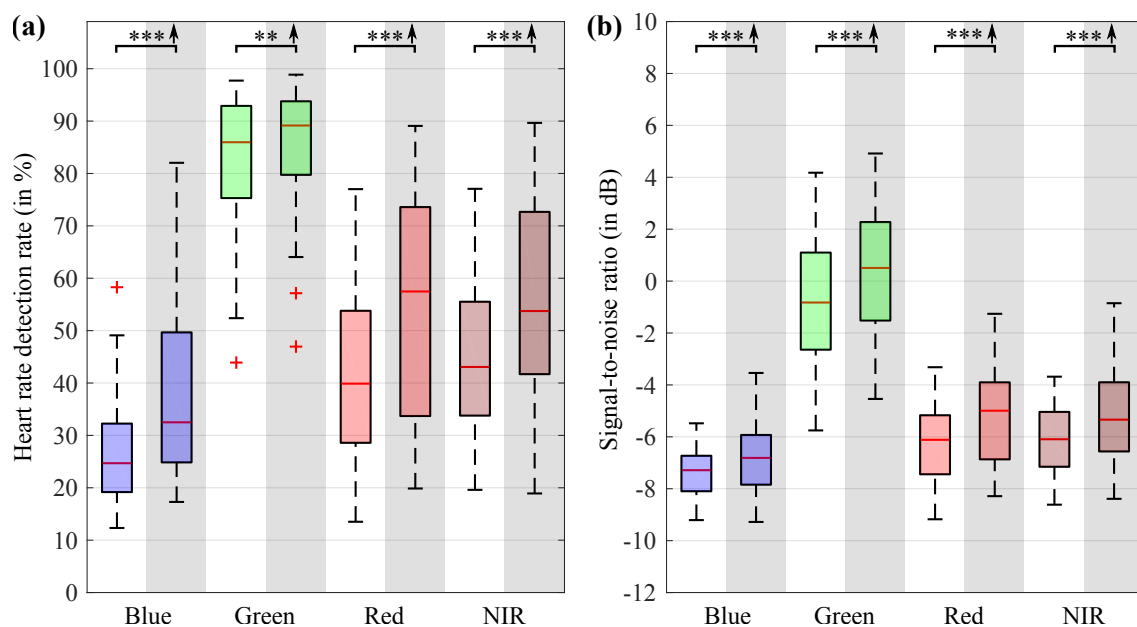 (a)
Heart rate detection rate (in %)
100
90
80
70
60
50
40
30
20
10
0
*** ** *** ***
Blue Green Red NIR
(b)
Signal-to-noise ratio (in dB)
10
8
6
4
2
0
-2
-4
-6
-8
-10
-12
*** *** *** ***
Blue Green Red NIR